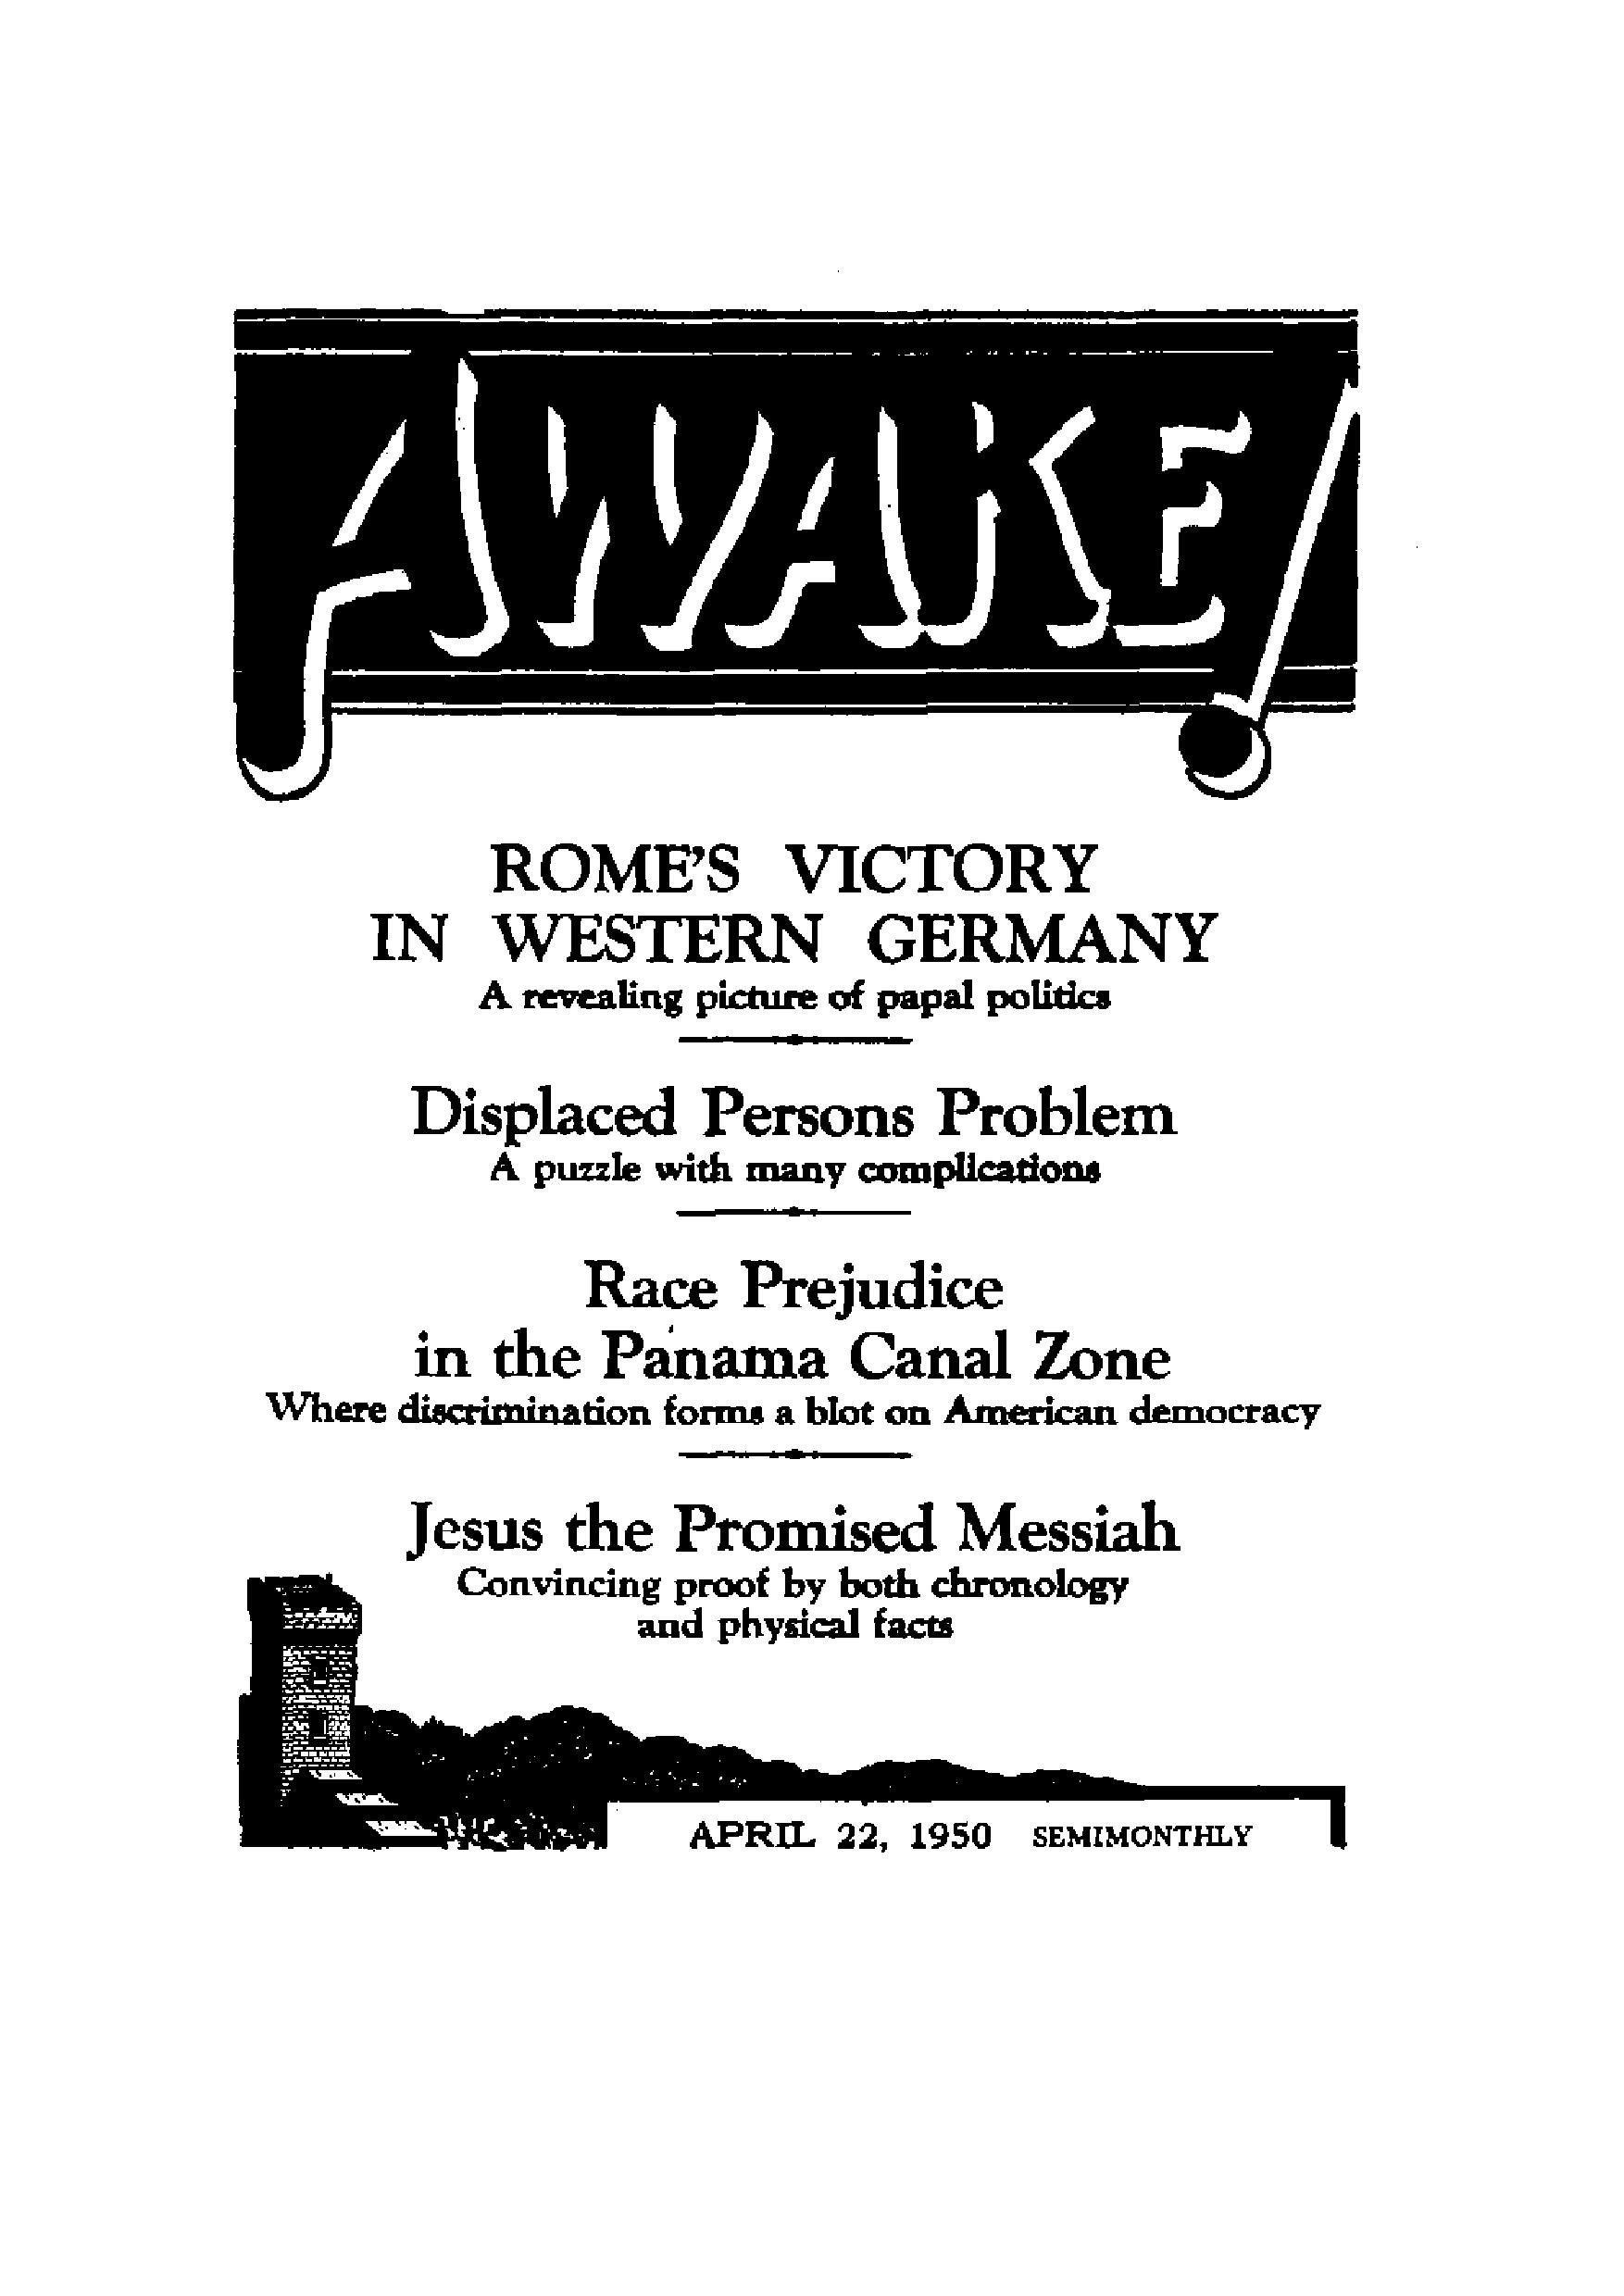 AWAKE!
ROME'S VICTORY
IN WESTERN GERMANY
A revealing picture of papal politics
Displaced Persons Problem
A puzzle with many complications
Race Prejudice
in the Panama Canal Zone
Where discrimination forms a blot on American democracy
Jesus the Promised Messiah
Convincing proof by both chronology
and physical facts
APRIL 22, 1950 SEMIMONTHLY